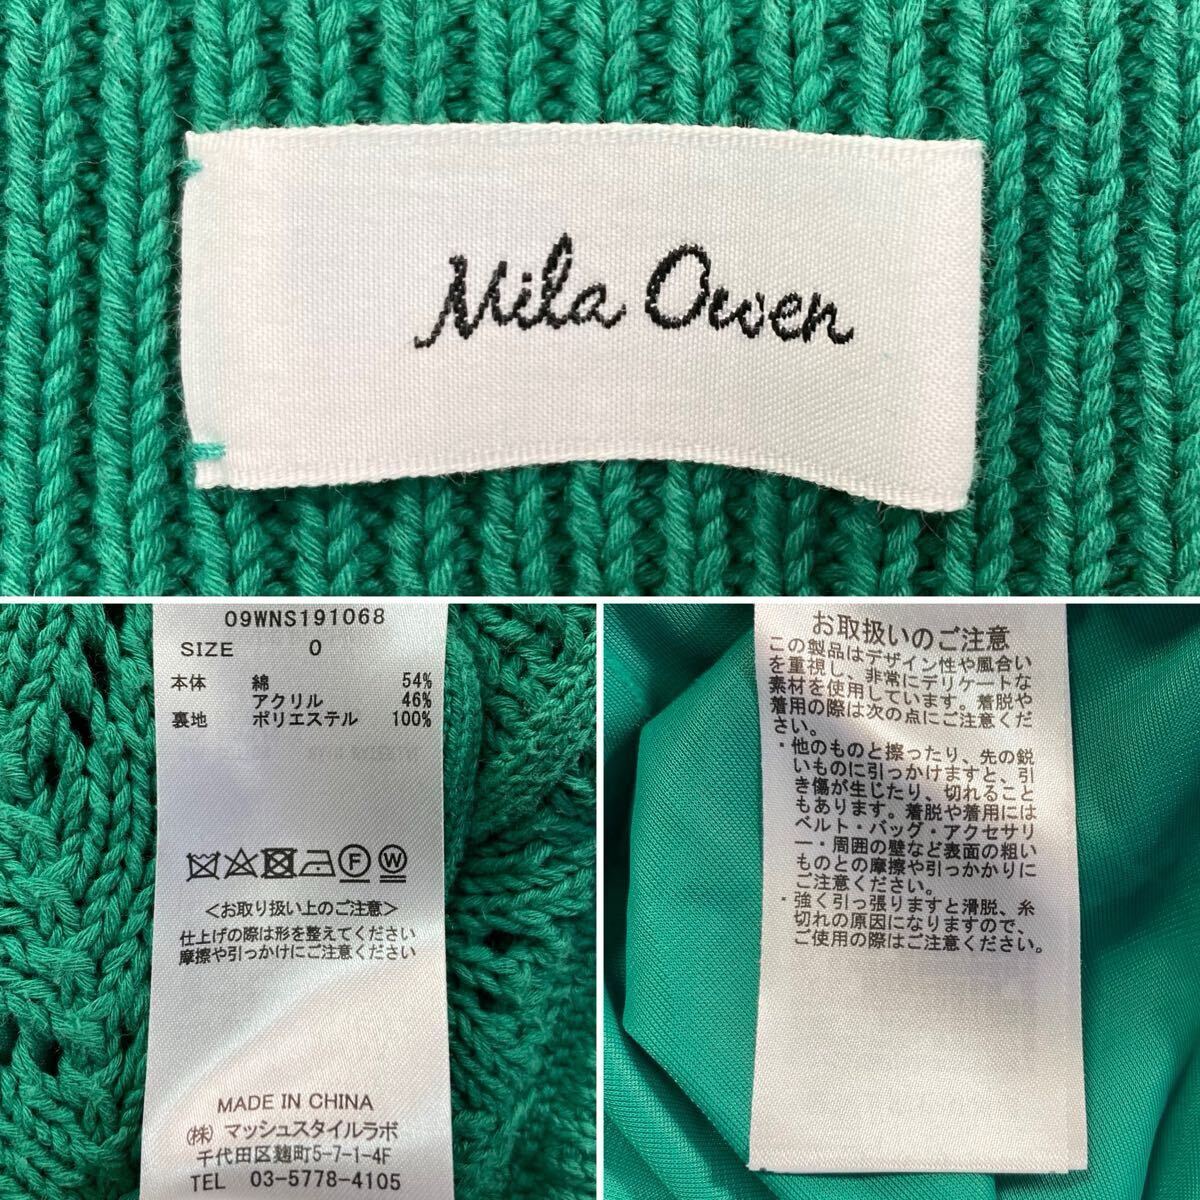 Mila Owen
09WNS191068
SIZE 0
本体 綿 54%
アクリル 46%
裏地 ポリエステル 100%
F W
＜お取り扱い上のご注意＞
仕上げの際は形を整えてください
摩擦や引っかけにご注意ください
MADE IN CHINA
(株) マッシュスタイルラボ
千代田区麹町5-7-1-4F
TEL 03-5778-4105
お取扱いのご注意
この製品はデザイン性や風合い
を重視し、非常にデリケートな
素材を使用しています。着脱や
着用の際は次の点にご注意くだ
さい。
・他のものと擦ったり、先の鋭
いものに引っかけますと、引
き傷が生じたり、切れること
もあります。着脱や着用には
ベルト・バッグ・アクセサリ
ー・周囲の壁など表面の粗い
ものとの摩擦や引っかかりに
ご注意ください。
・強く引っ張りますと滑脱、糸
切れの原因になりますので、
ご使用の際はご注意ください。